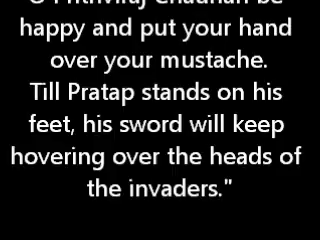 O Prithviraj Chauhan be
happy and put your hand
over your mustache.
Till Pratap stands on his
feet, his sword will keep
hovering over the heads of
the invaders."